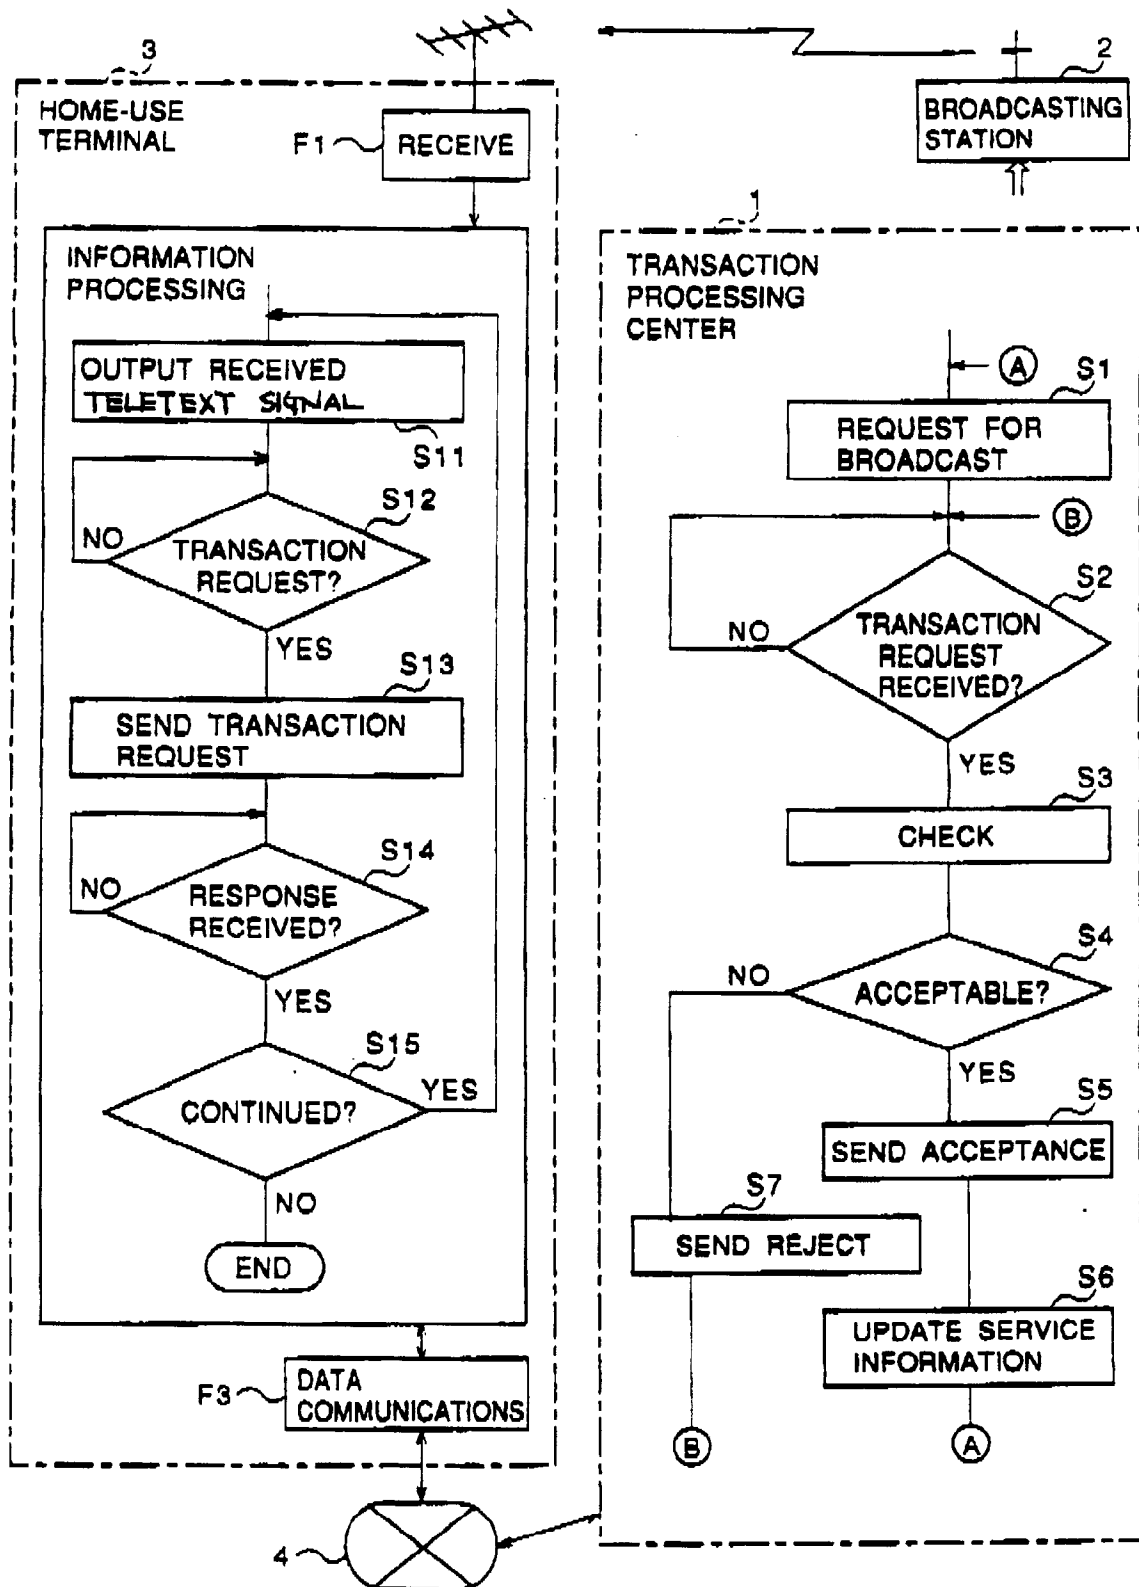 3
HOME-USE
TERMINAL
F1
RECEIVE
2
BROADCASTING
STATION
INFORMATION
PROCESSING
OUTPUT RECEIVED
TELETEXT SIGNAL
S11
S12
NO
TRANSACTION
REQUEST?
YES
S13
SEND TRANSACTION
REQUEST
S14
NO
RESPONSE
RECEIVED?
YES
S15
YES
CONTINUED?
NO
END
F3
DATA
COMMUNICATIONS
4
1
TRANSACTION
PROCESSING
CENTER
A
S1
REQUEST FOR
BROADCAST
B
S2
NO
TRANSACTION
REQUEST
RECEIVED?
YES
S3
CHECK
S4
NO
ACCEPTABLE?
YES
S5
SEND ACCEPTANCE
S7
SEND REJECT
S6
UPDATE SERVICE
INFORMATION
B
A